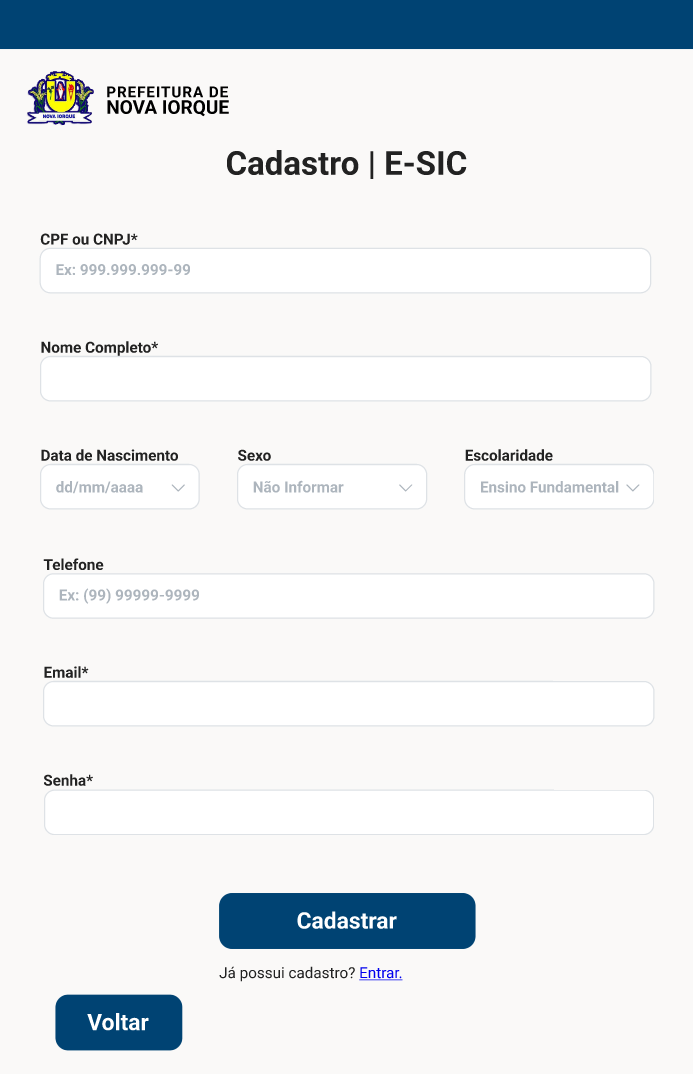 NOVA IORQUE
PREFEITURA DE
NOVA IORQUE
Cadastro | E-SIC
CPF ou CNPJ*
Ex: 999.999.999-99
Nome Completo*
Data de Nascimento Sexo Escolaridade
dd/mm/aaaa Não Informar Ensino Fundamental
Telefone
Ex: (99) 99999-9999
Email*
Senha*
Cadastrar
Já possui cadastro? Entrar.
Voltar